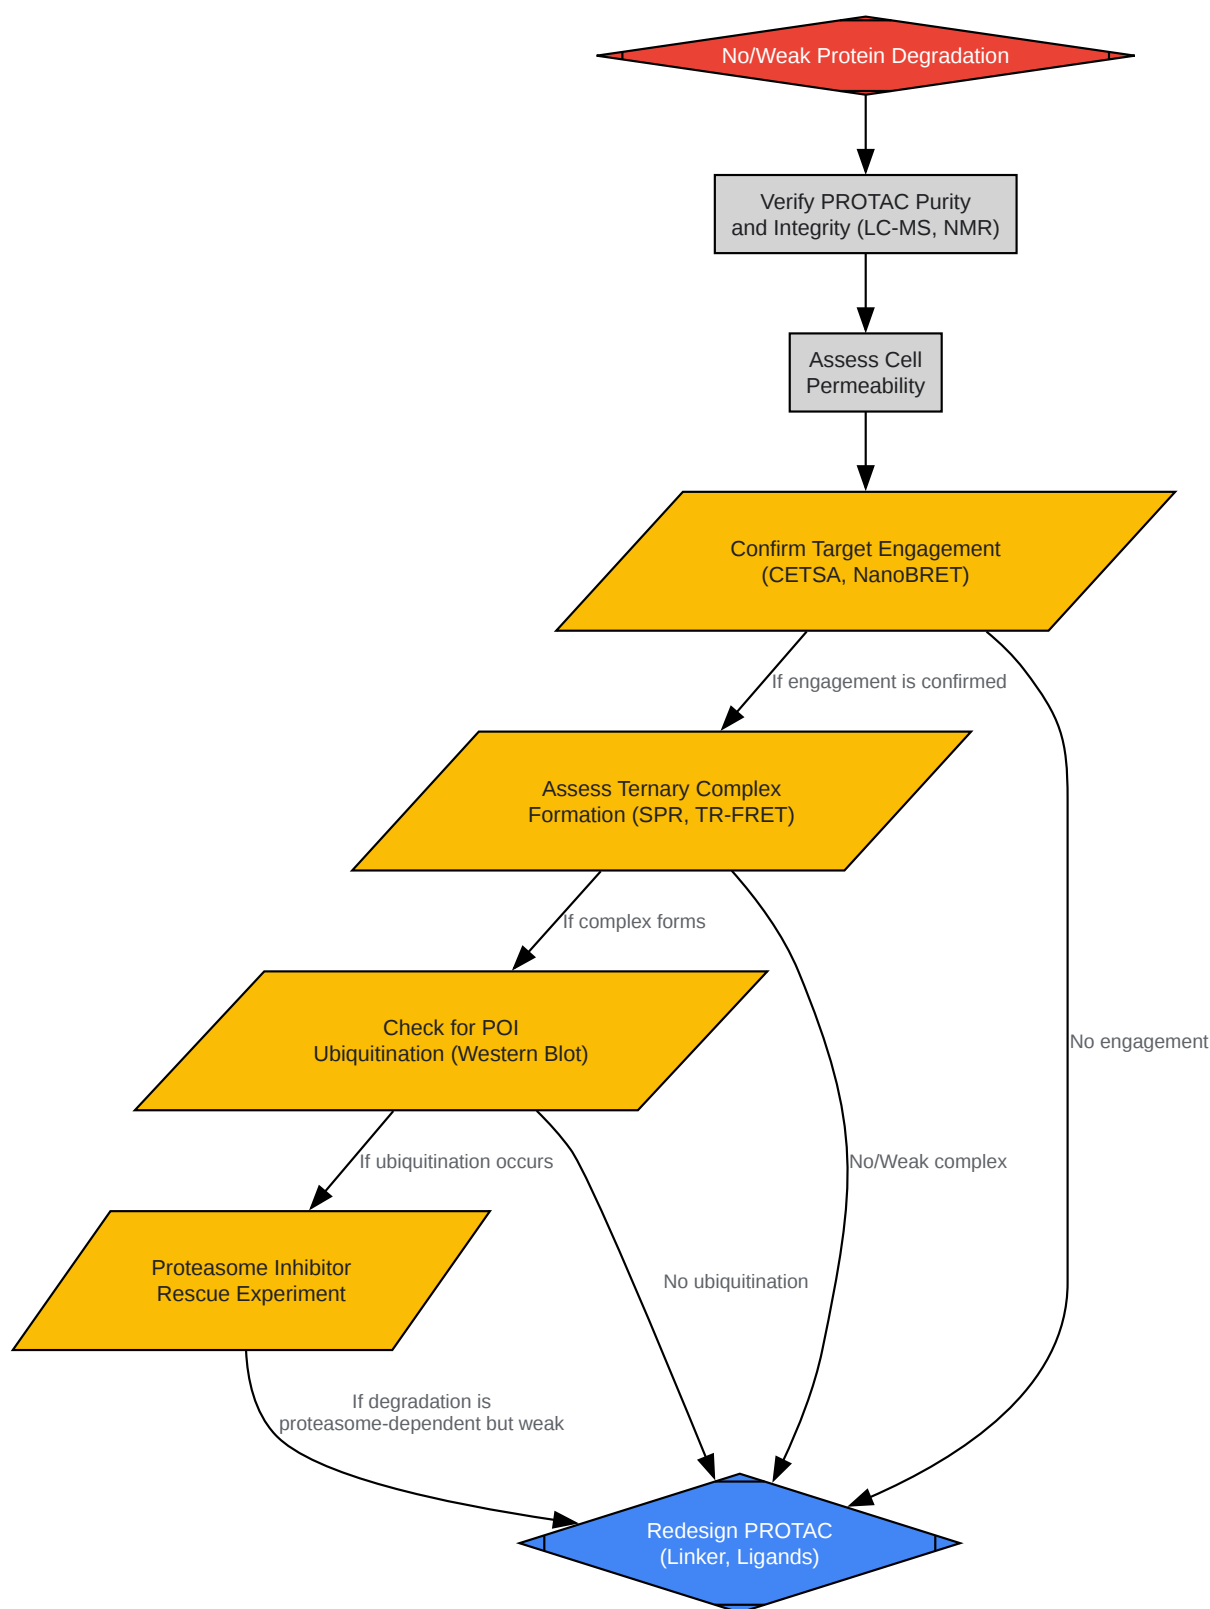 No/Weak Protein Degradation
Verify PROTAC Purity
and Integrity (LC-MS, NMR)
Assess Cell
Permeability
Confirm Target Engagement
(CETSA, NanoBRET)
If engagement is confirmed
Assess Ternary Complex
Formation (SPR, TR-FRET)
If complex forms
Check for POI
Ubiquitination (Western Blot)
No engagement
If ubiquitination occurs
No/Weak complex
Proteasome Inhibitor
Rescue Experiment
No ubiquitination
If degradation is
proteasome-dependent but weak
Redesign PROTAC
(Linker, Ligands)